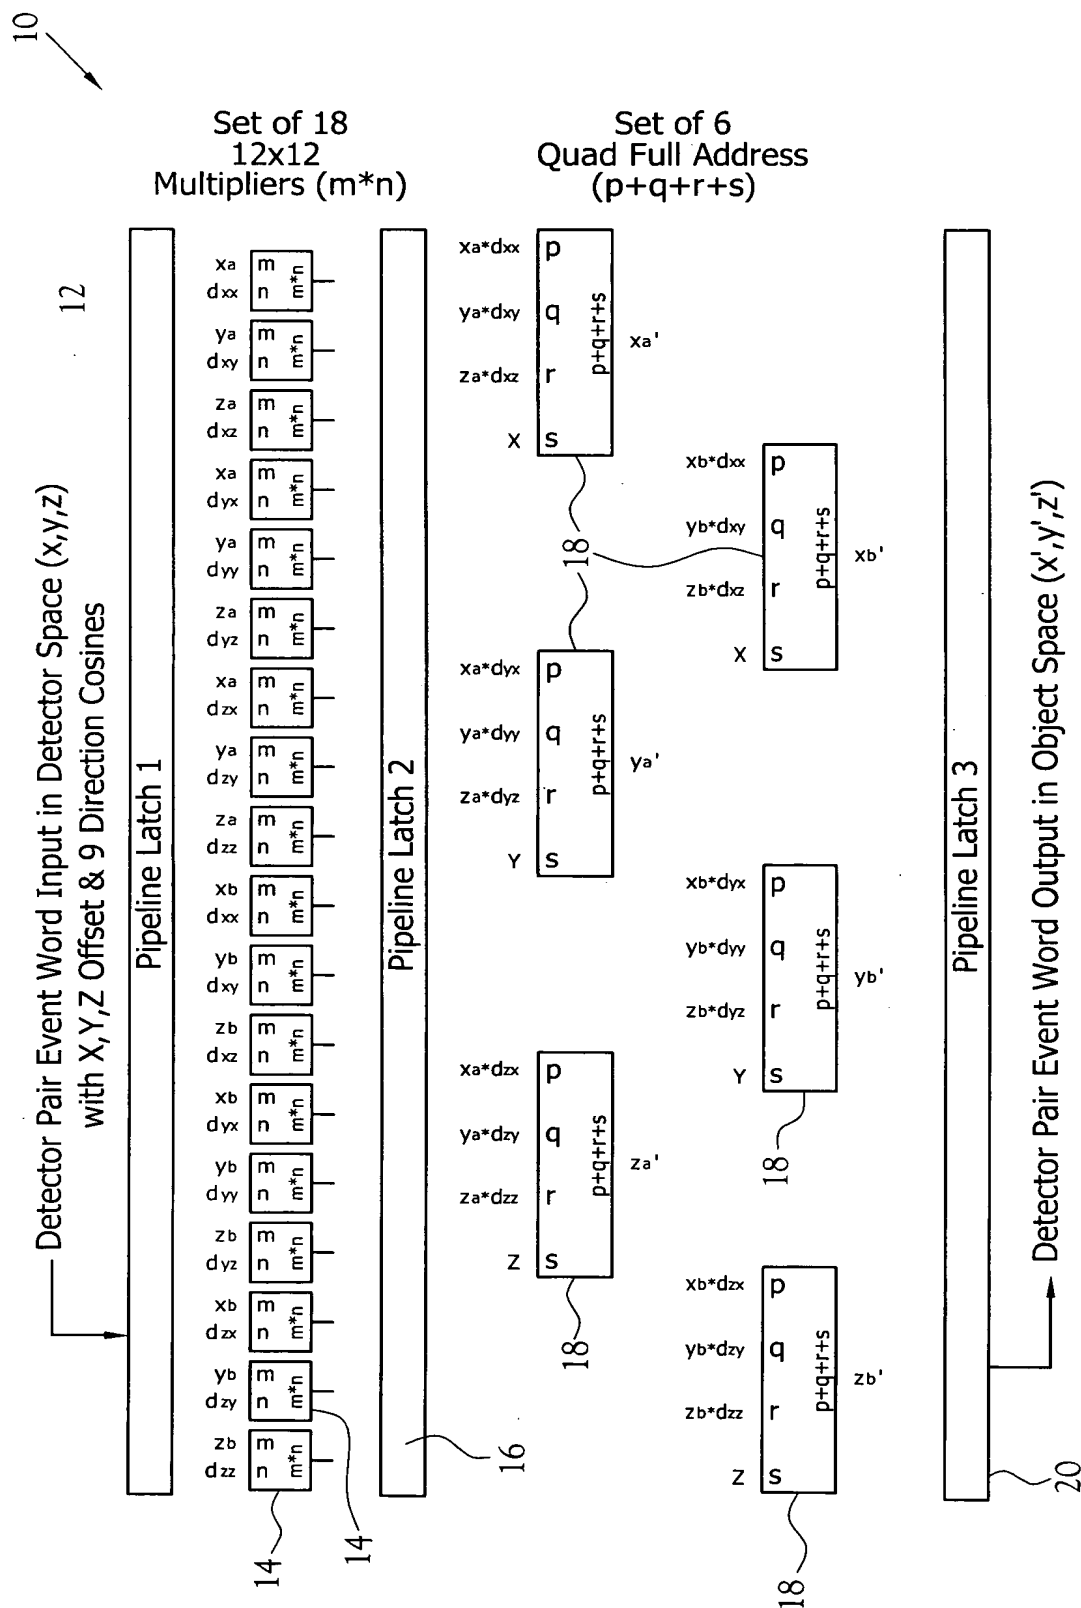 10
Detector Pair Event Word Input in Detector Space (x,y,z)
with X,Y,Z Offset & 9 Direction Cosines
12
Pipeline Latch 1
Set of 18
12x12
Multipliers (m*n)
xa
dxx
m
n
m*n
ya
dxy
m
n
m*n
za
dxz
m
n
m*n
xa
dyx
m
n
m*n
ya
dyy
m
n
m*n
za
dyz
m
n
m*n
xa
dzx
m
n
m*n
ya
dzy
m
n
m*n
za
dzz
m
n
m*n
xb
dxx
m
n
m*n
yb
dxy
m
n
m*n
zb
dxz
m
n
m*n
xb
dyx
m
n
m*n
yb
dyy
m
n
m*n
zb
dyz
m
n
m*n
xb
dzx
m
n
m*n
yb
dzy
m
n
m*n
zb
dzz
m
n
m*n
14
14
Pipeline Latch 2
16
Set of 6
Quad Full Address
(p+q+r+s)
xa*dxx
p
ya*dxy
q
za*dxz
r
X
s
p+q+r+s
xa'
18
xb*dxx
p
yb*dxy
q
zb*dxz
r
X
s
p+q+r+s
xb'
xa*dyx
p
ya*dyy
q
za*dyz
r
Y
s
p+q+r+s
ya'
xb*dyx
p
yb*dyy
q
zb*dyz
r
Y
s
p+q+r+s
yb'
18
xa*dzx
p
ya*dzy
q
za*dzz
r
Z
s
p+q+r+s
za'
18
xb*dzx
p
yb*dzy
q
zb*dzz
r
Z
s
p+q+r+s
zb'
18
Pipeline Latch 3
20
Detector Pair Event Word Output in Object Space (x',y',z')